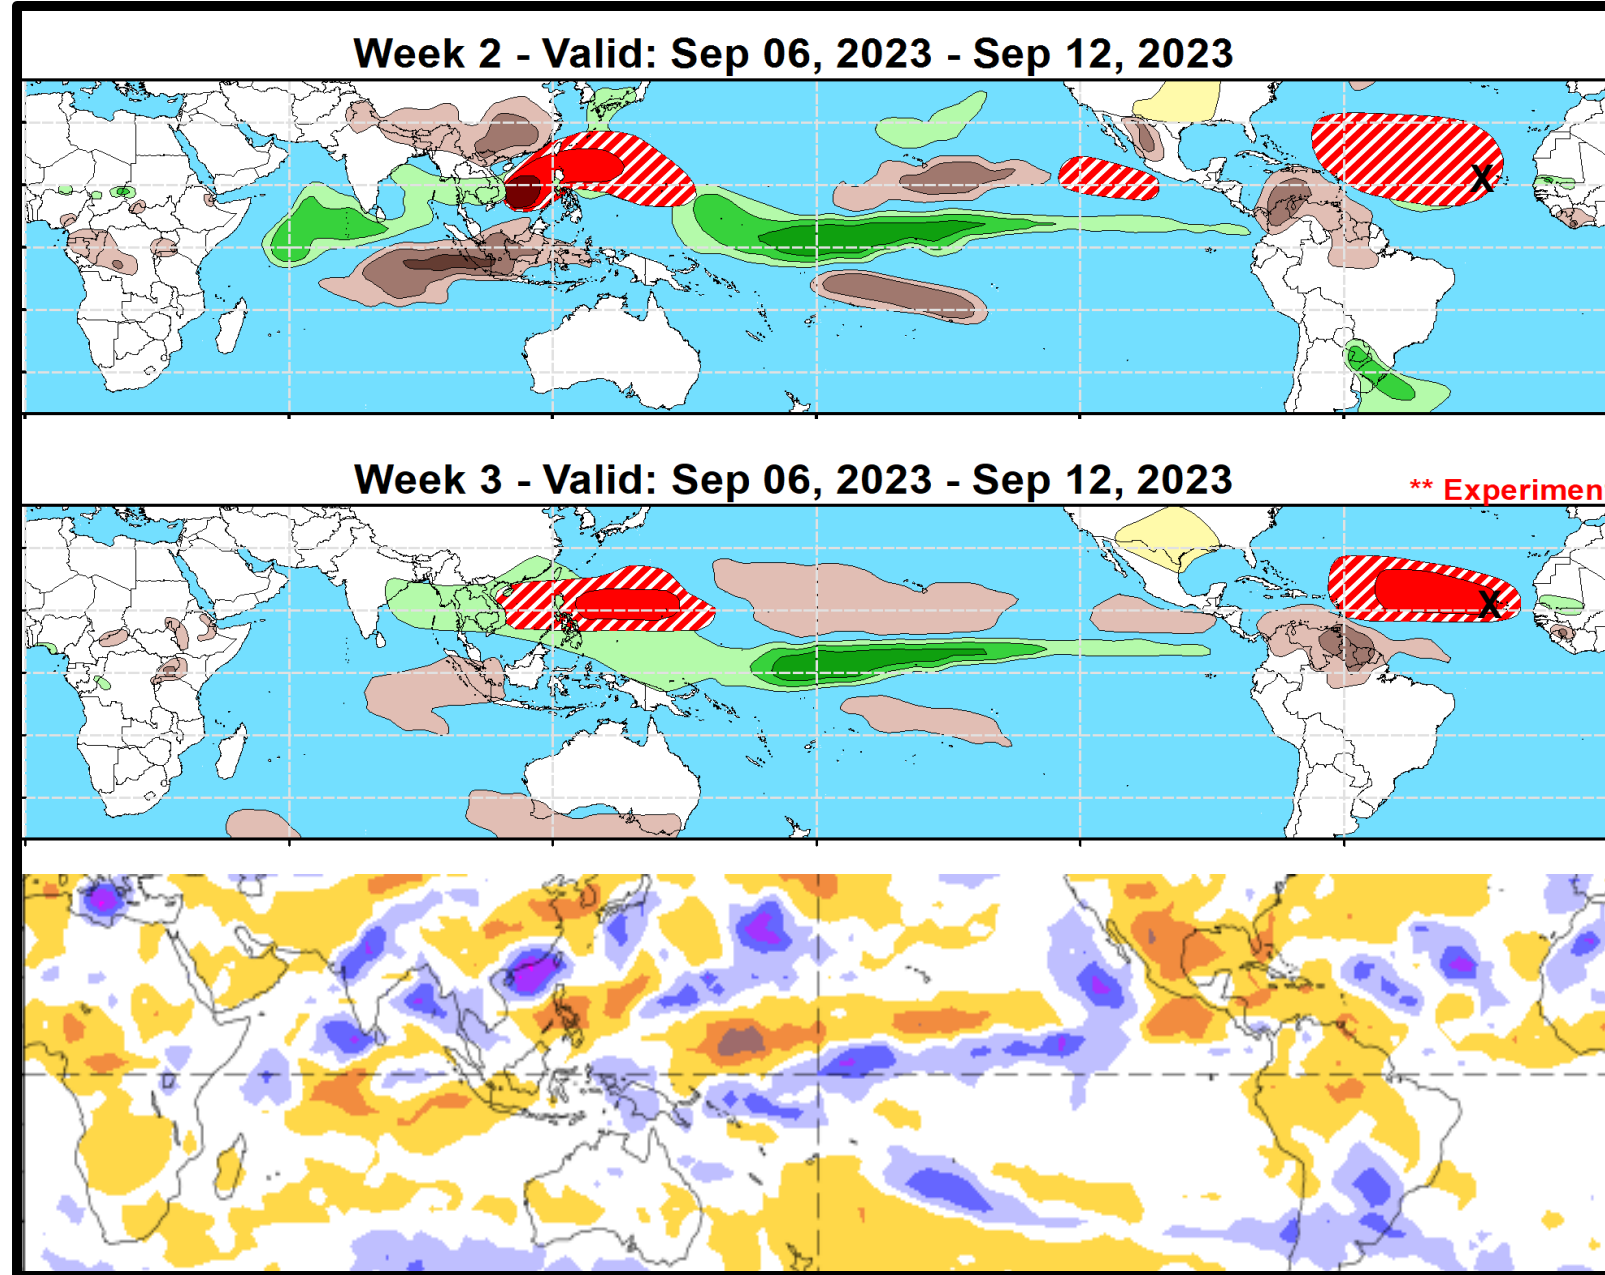 Week 2 - Valid: Sep 06, 2023 - Sep 12, 2023
X
Week 3 - Valid: Sep 06, 2023 - Sep 12, 2023
** Experimen
X